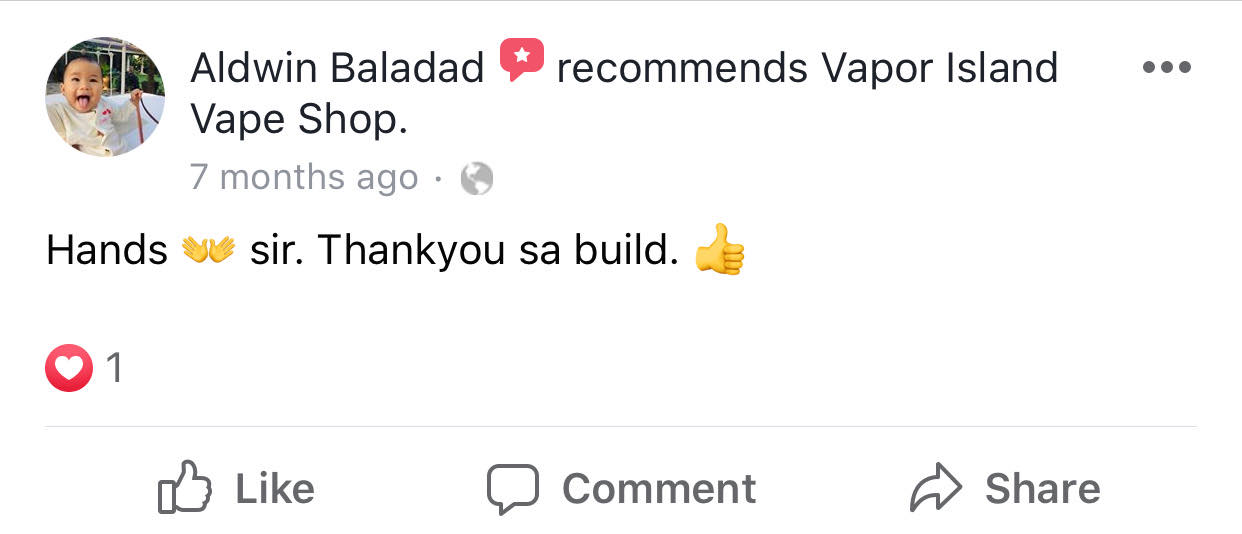 Aldwin Baladad recommends Vapor Island
Vape Shop.
7 months ago ·
Hands 👐 sir. Thankyou sa build. 👍
1
Like Comment Share